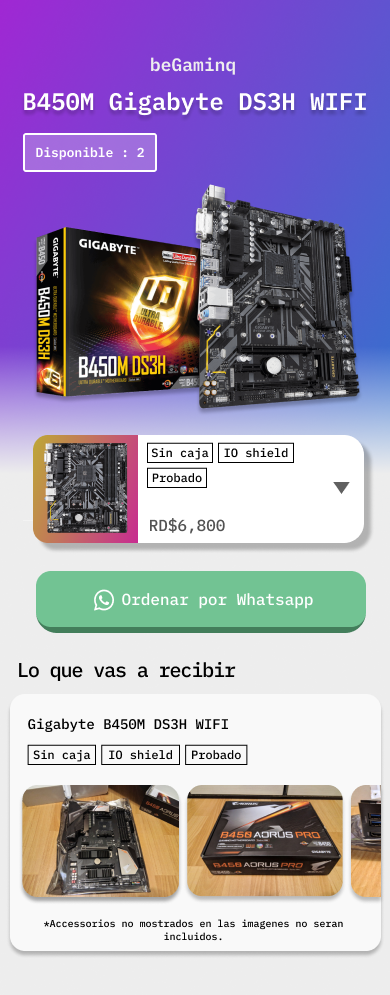 beGaminq
B450M Gigabyte DS3H WIFI
Disponible : 2
GIGABYTE
B450M DS3H
ULTRA DURABLE
B450M DS3H
GIGABYTE
Sin caja
IO shield
Probado
RD$6,800
Ordenar por Whatsapp
Lo que vas a recibir
Gigabyte B450M DS3H WIFI
Sin caja
IO shield
Probado
B450 AORUS PRO
B450 AORUS PRO
*Accessorios no mostrados en las imagenes no seran
incluidos.